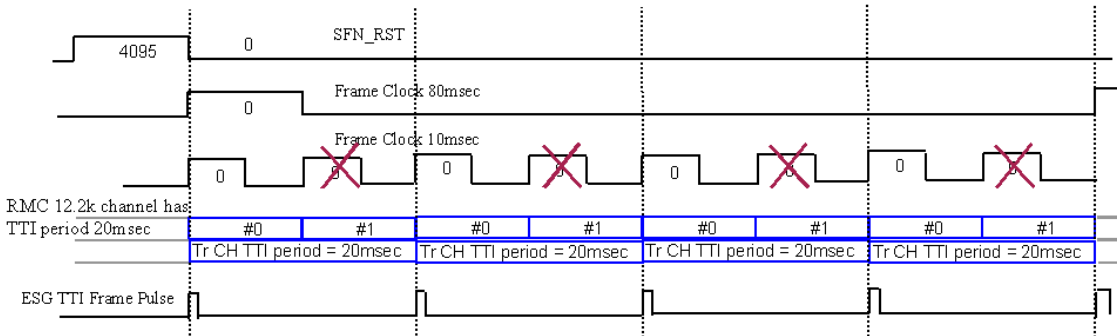 SFN_RST
4095
0
Frame Clock 80msec
0
Frame Clock 10msec
0 0 0 0 0 0 0 0
RMC 12.2k channel has
TTI period 20msec
#0 #1 #0 #1 #0 #1 #0 #1
Tr CH TTI period = 20msec Tr CH TTI period = 20msec Tr CH TTI period = 20msec Tr CH TTI period = 20msec
ESG TTI Frame Pulse